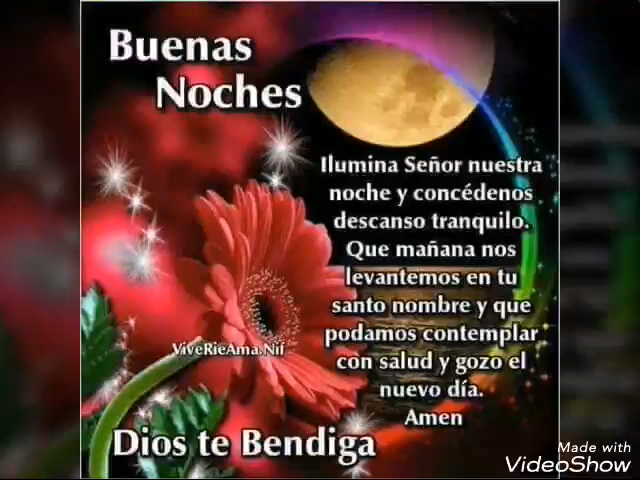 Buenas
Noches
Ilumina Señor nuestra
noche y concédenos
descanso tranquilo.
Que mañana nos
levantemos en tu
santo nombre y que
podamos contemplar
con salud y gozo el
nuevo día.
Amen
ViveRieAma.Nif
Dios te Bendiga
Made with
VideoShow